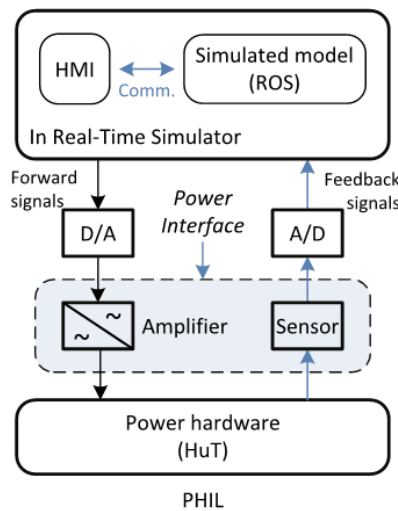 HMI
Comm.
Simulated model
(ROS)
In Real-Time Simulator
Forward
signals
Power
Interface
Feedback
signals
D/A
A/D
~
~
Amplifier
Sensor
Power hardware
(HuT)
PHIL